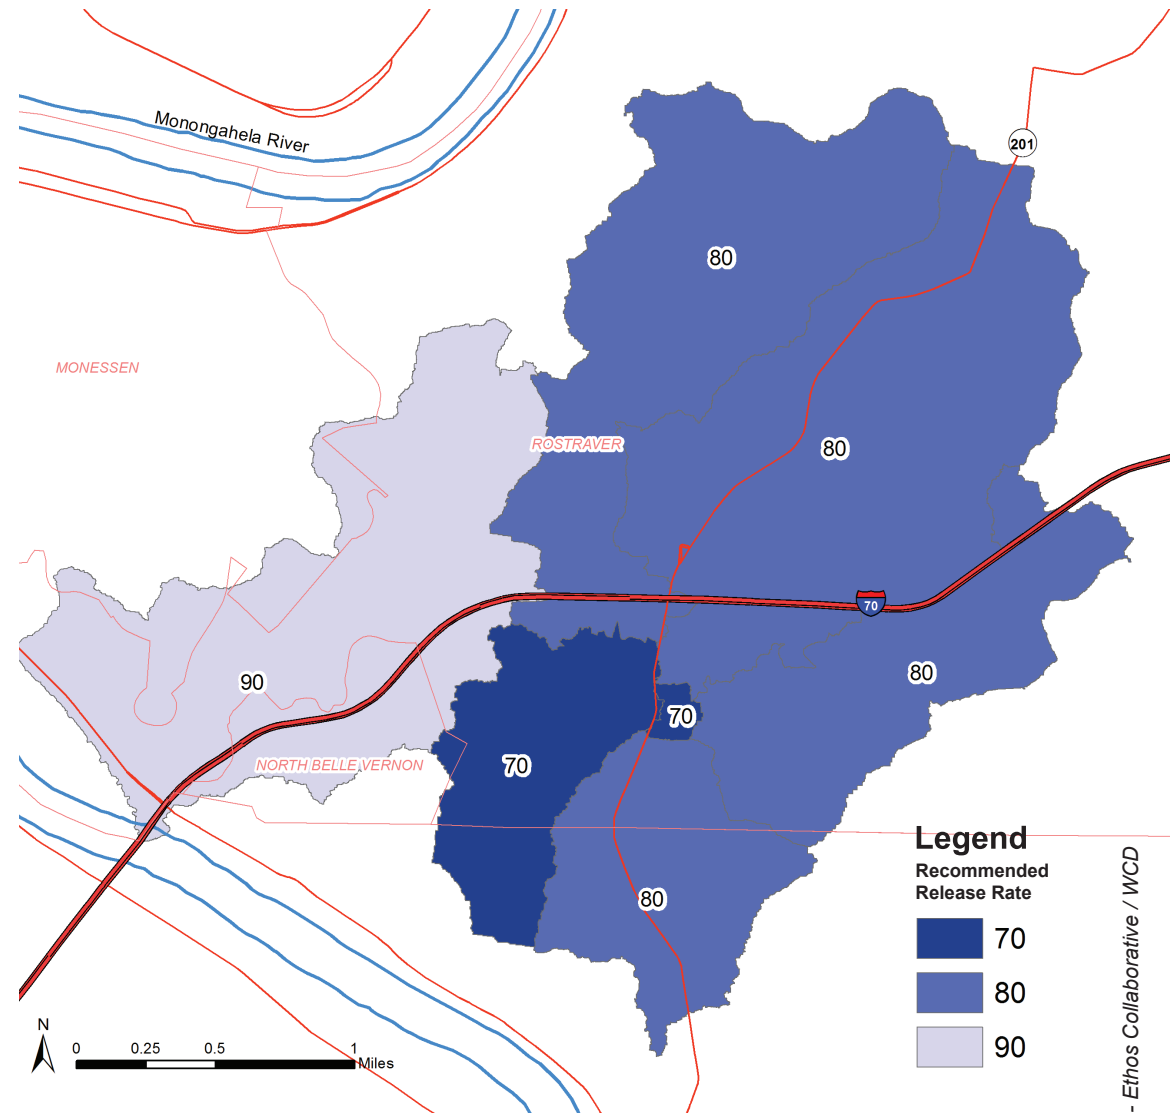 Monongahela River
201
80
MONESSEN
ROSTRAVER
80
70
80
90
70
70
NORTH BELLE VERNON
80
Legend
Recommended
Release Rate
70
80
90
N
0 0.25 0.5 1
Miles
- Ethos Collaborative / WCD